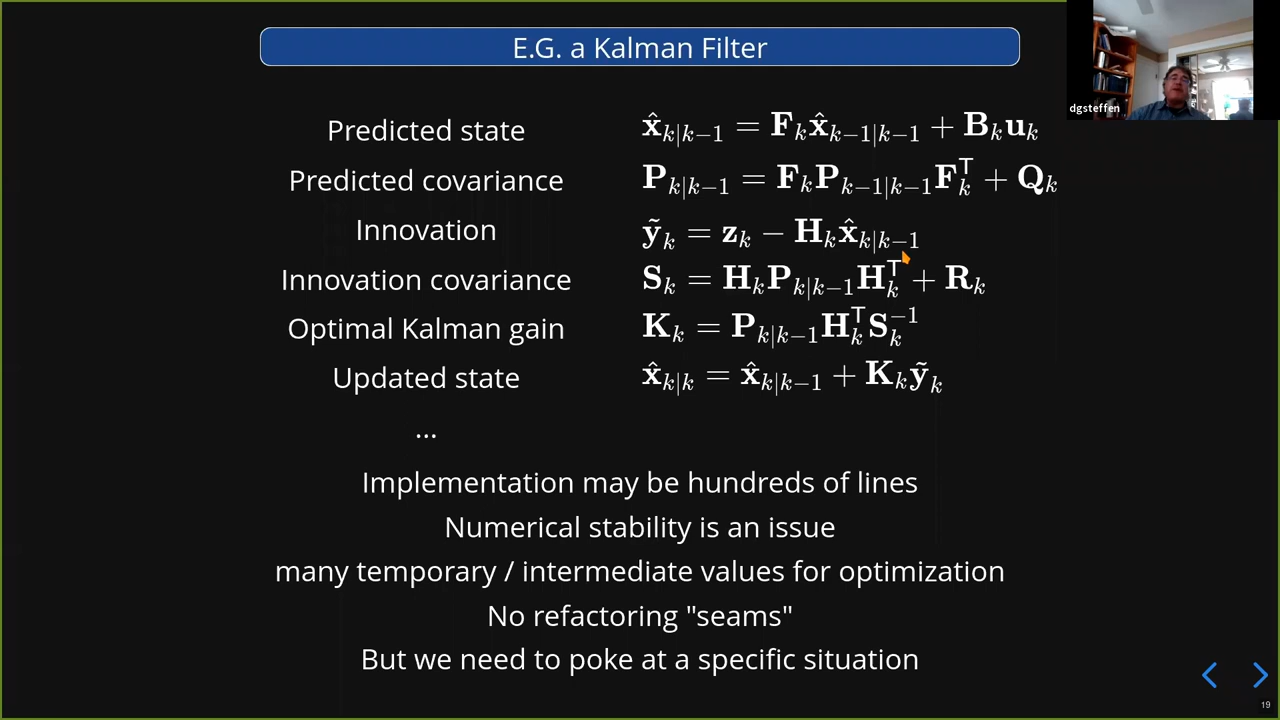 E.G. a Kalman Filter
dgsteffen
Predicted state x̂ₖ|ₖ₋₁ = Fₖx̂ₖ₋₁|ₖ₋₁ + Bₖuₖ
Predicted covariance Pₖ|ₖ₋₁ = FₖPₖ₋₁|ₖ₋₁Fₖᵀ + Qₖ
Innovation ỹₖ = zₖ − Hₖx̂ₖ|ₖ₋₁
Innovation covariance Sₖ = HₖPₖ|ₖ₋₁Hₖᵀ + Rₖ
Optimal Kalman gain Kₖ = Pₖ|ₖ₋₁HₖᵀSₖ⁻¹
Updated state x̂ₖ|ₖ = x̂ₖ|ₖ₋₁ + Kₖỹₖ
...
Implementation may be hundreds of lines
Numerical stability is an issue
many temporary / intermediate values for optimization
No refactoring "seams"
But we need to poke at a specific situation
19